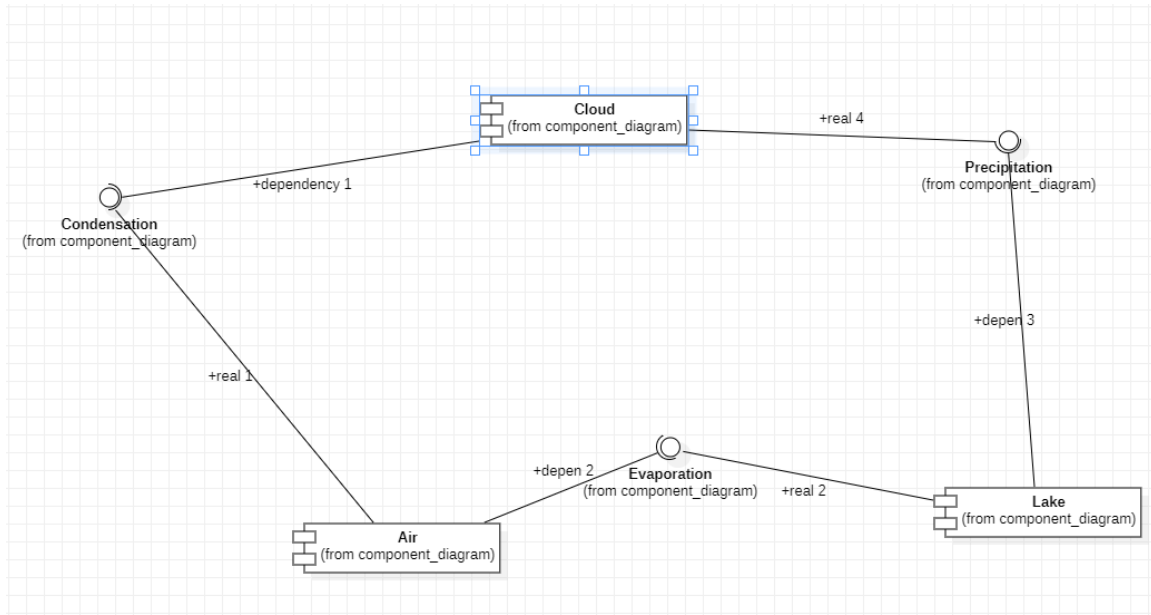 Cloud
(from component_diagram)
+real 4
Precipitation
(from component_diagram)
+dependency 1
Condensation
(from component_diagram)
+depen 3
+real 1
+depen 2
Evaporation
(from component_diagram)
+real 2
Lake
(from component_diagram)
Air
(from component_diagram)